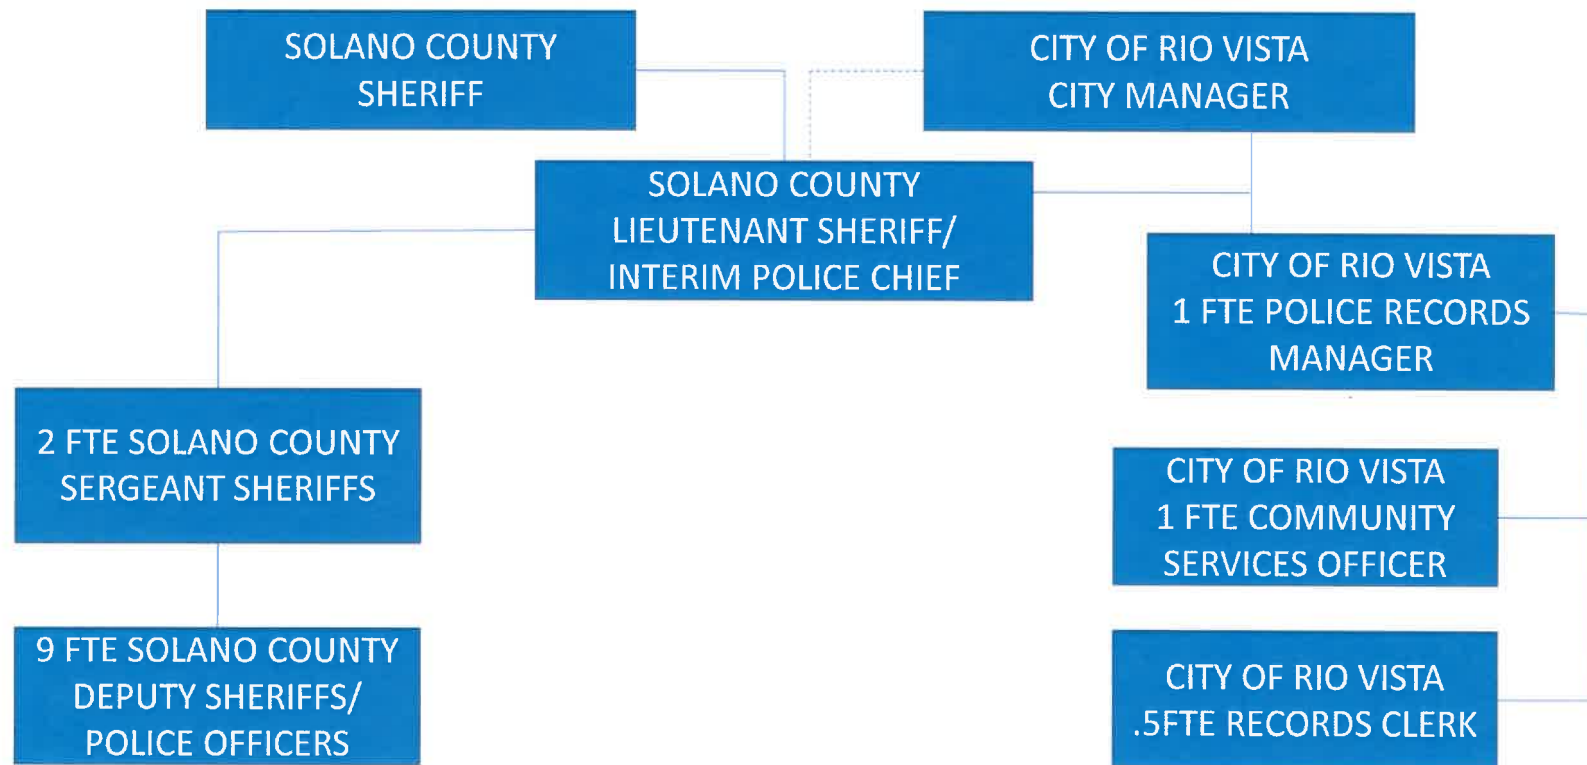 SOLANO COUNTY
SHERIFF
CITY OF RIO VISTA
CITY MANAGER
SOLANO COUNTY
LIEUTENANT SHERIFF/
INTERIM POLICE CHIEF
CITY OF RIO VISTA
1 FTE POLICE RECORDS
MANAGER
2 FTE SOLANO COUNTY
SERGEANT SHERIFFS
CITY OF RIO VISTA
1 FTE COMMUNITY
SERVICES OFFICER
9 FTE SOLANO COUNTY
DEPUTY SHERIFFS/
POLICE OFFICERS
CITY OF RIO VISTA
.5FTE RECORDS CLERK